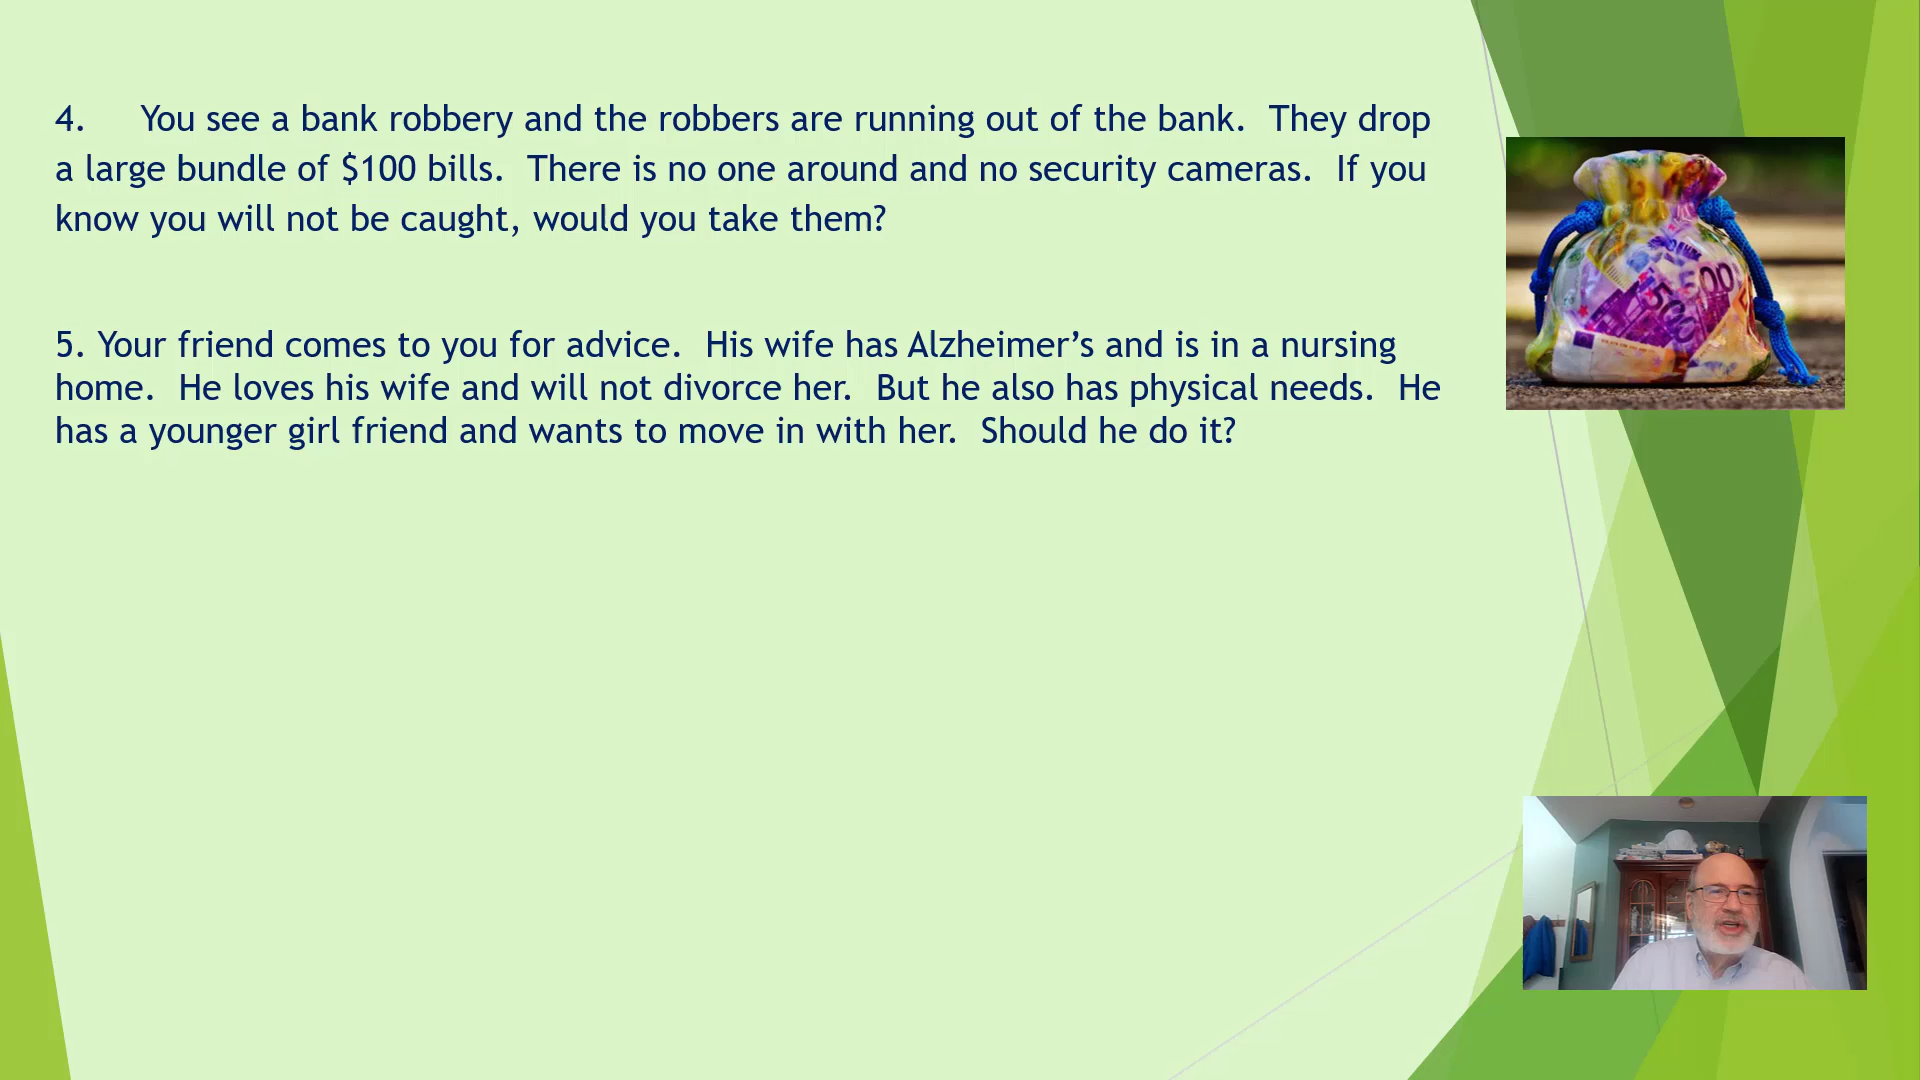 4. You see a bank robbery and the robbers are running out of the bank. They drop
a large bundle of $100 bills. There is no one around and no security cameras. If you
know you will not be caught, would you take them?
5. Your friend comes to you for advice. His wife has Alzheimer’s and is in a nursing
home. He loves his wife and will not divorce her. But he also has physical needs. He
has a younger girl friend and wants to move in with her. Should he do it?
500